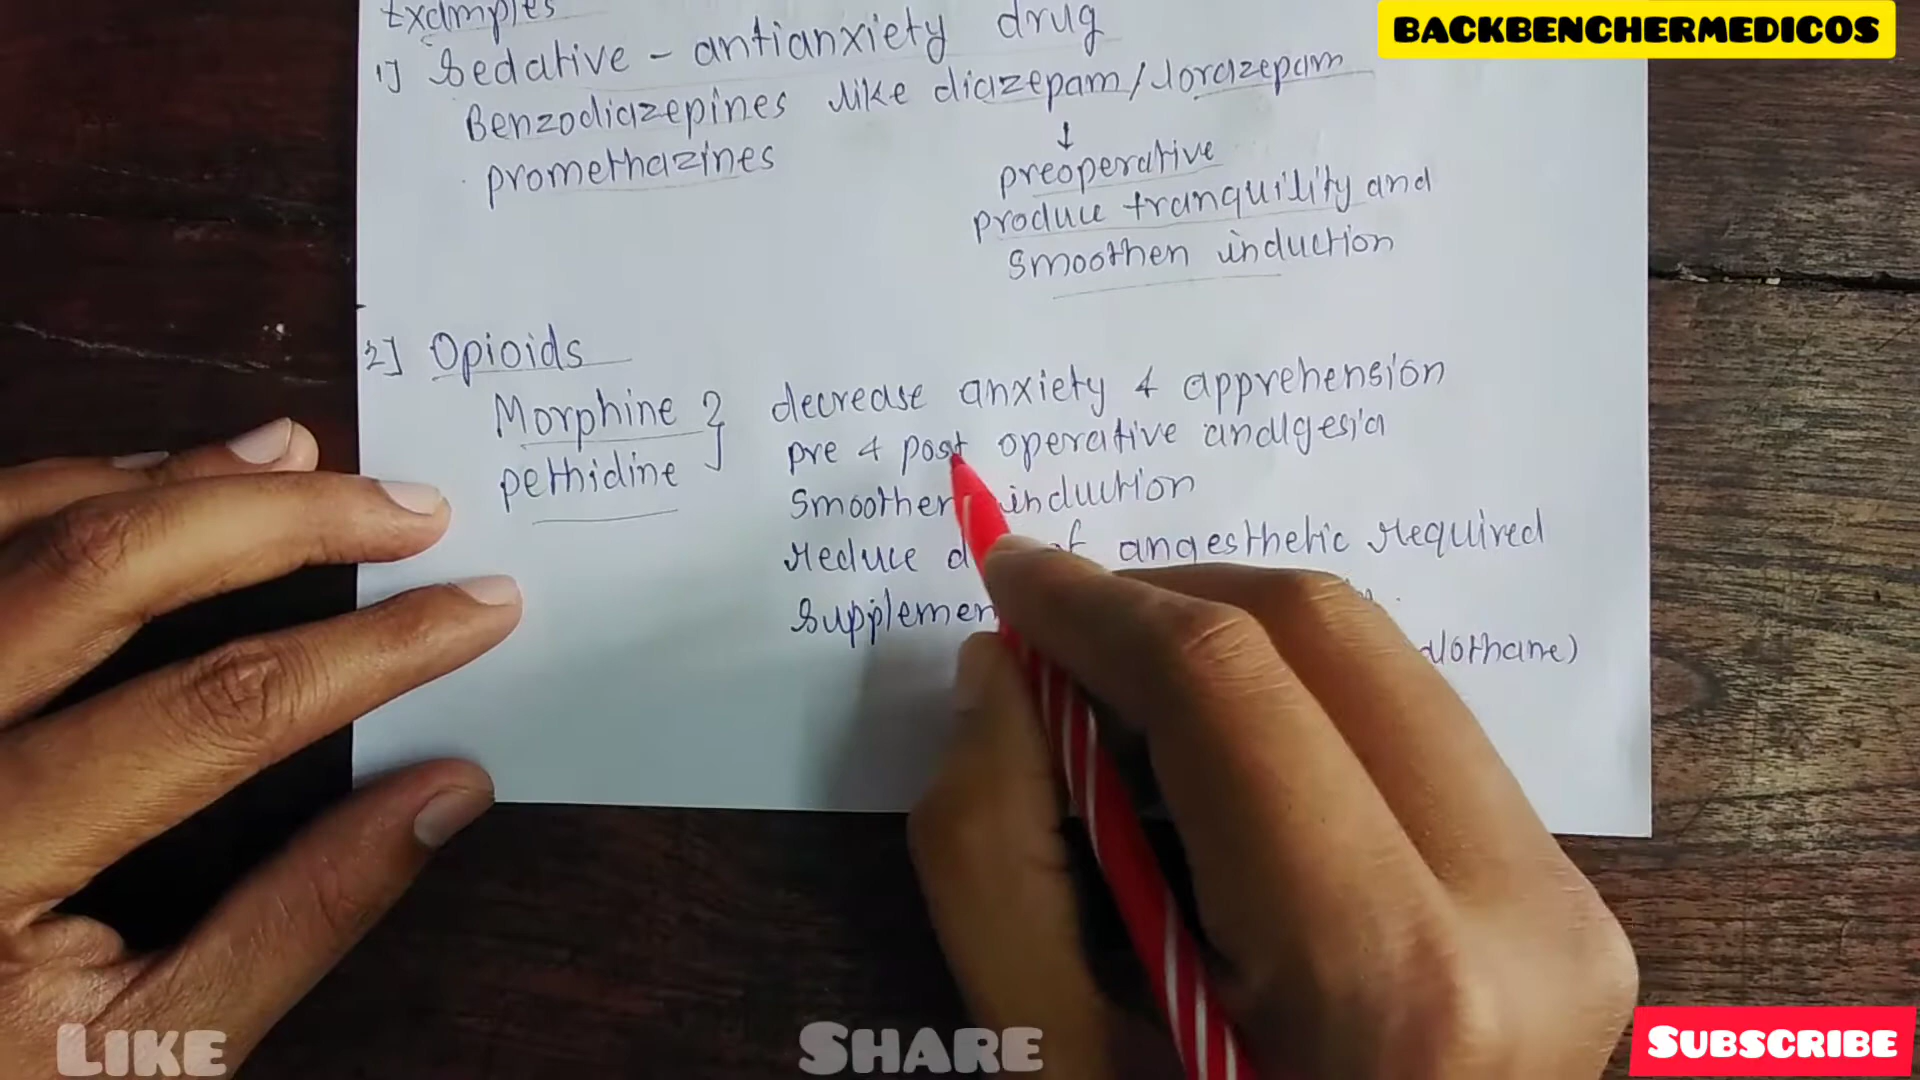 BACKBENCHERMEDICOS
Examples
1] Sedative - antianxiety drug
Benzodiazepines like diazepam/lorazepam
promethazines
↓
preoperative
produce tranquility and
smoothen induction
2] Opioids
Morphine }
pethidine
decrease anxiety & apprehension
pre & post operative analgesia
Smoothen induction
reduce of anaesthetic required
LIKE
SHARE
SUBSCRIBE